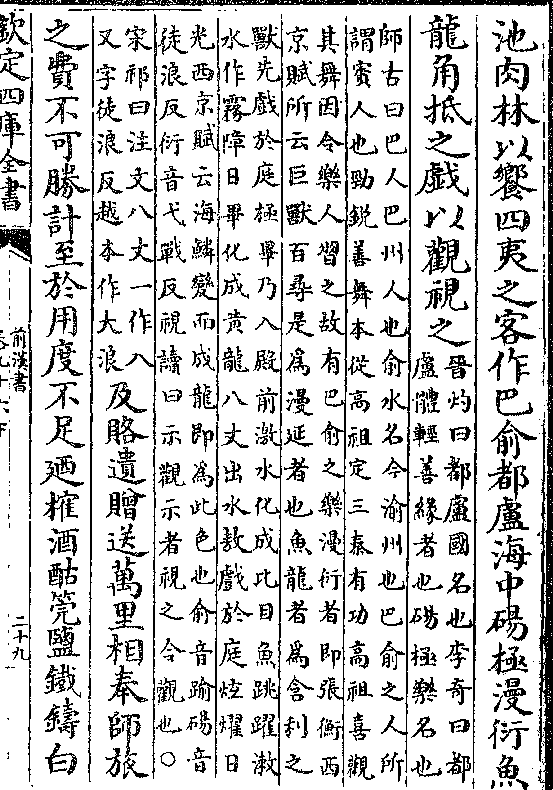 池肉林以饗四夷之客作巴俞都盧海中碭極漫衍魚
龍角抵之戲以觀視之
晉灼曰都盧國名也李奇曰都
盧體輕善緣者也碭極樂名也
師古曰巴人巴州人也俞水名今渝州也巴俞之人所
謂賨人也勁銳善舞本從高祖定三秦有功高祖喜觀
其舞因令樂人習之故有巴俞之樂漫衍者即張衡西
京賦所云巨獸百尋是為漫延者也魚龍者為含利之
獸先戲於庭極畢乃入殿前激水化成比目魚跳躍漱
水作霧障日畢化成黄龍八丈出水敖戲於庭炫燿日
光西京賦云海鱗變而成龍即為此色也俞音踰碭音
徒浪反衍音弋戰反視讀曰示觀示者視之令觀也○
宋祁曰注文八丈一作八
又字徒浪反越本作大浪
及賂遺贈送萬里相奉師旅
之費不可勝計至於用度不足廼榷酒酤筦鹽鐵鑄白
欽定四庫全書
前漢書
卷九十六下
二十九